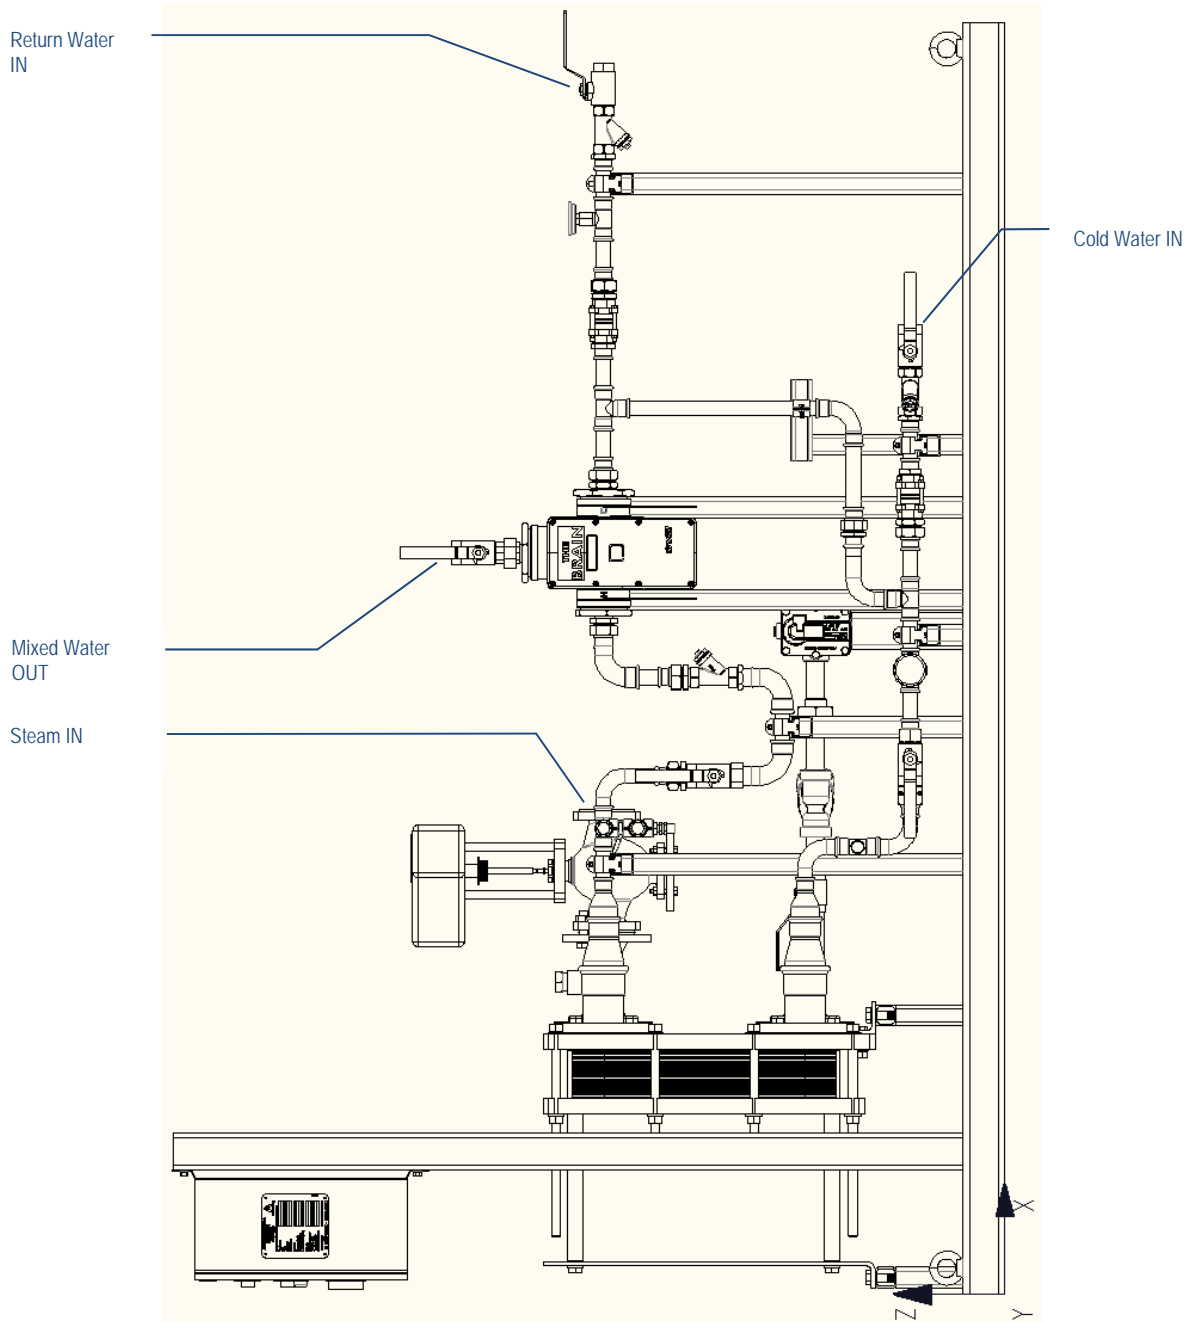 Return Water
IN
Cold Water IN
THE
BRAIN
Mixed Water
OUT
Steam IN
X
Z
Y